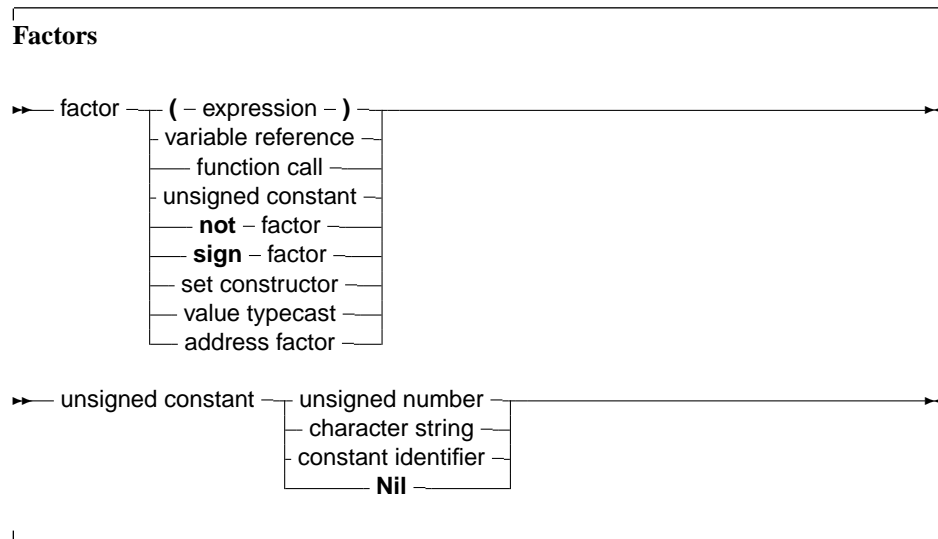 Factors
factor ( expression )
variable reference
function call
unsigned constant
not factor
sign factor
set constructor
value typecast
address factor
unsigned constant unsigned number
character string
constant identifier
Nil